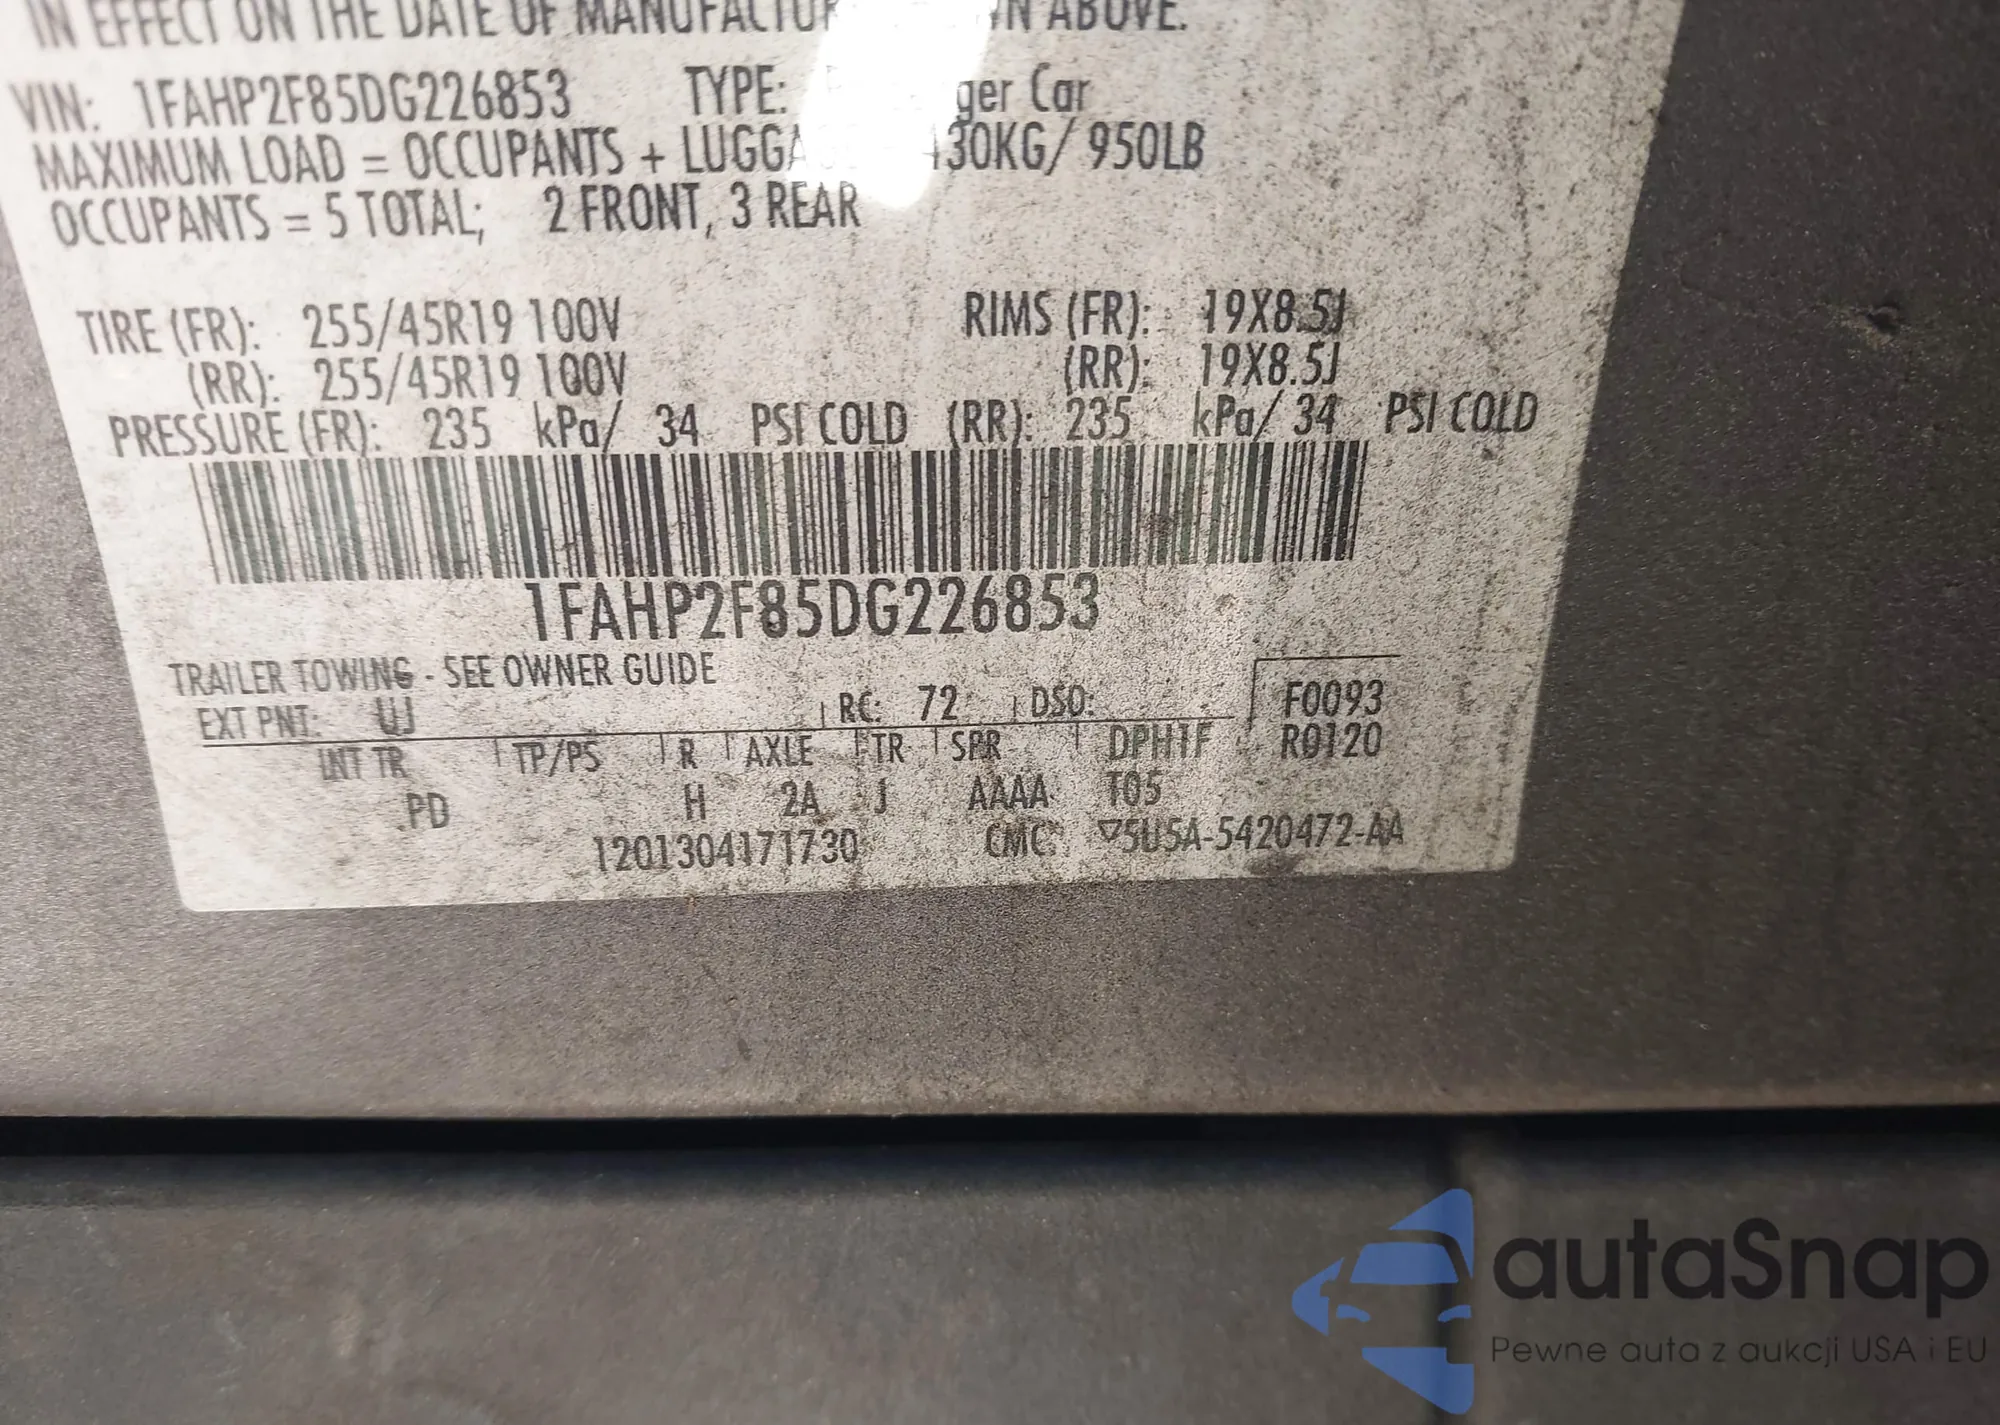 IN EFFECT ON THE DATE OF MANUFACTUR ABOVE.
VIN: 1FAHP2F85DG226853 TYPE: ger Car
MAXIMUM LOAD = OCCUPANTS + LUGGA 30KG/ 950LB
OCCUPANTS = 5 TOTAL; 2 FRONT, 3 REAR
TIRE (FR): 255/45R19 100V RIMS (FR): 19X8.5J
(RR): 255/45R19 100V (RR): 19X8.5J
PRESSURE (FR): 235 kPa/ 34 PSI COLD (RR): 235 kPa/ 34 PSI COLD
1FAHP2F85DG226853
TRAILER TOWING - SEE OWNER GUIDE
EXT PNT: UJ RC: 72 DSO: F0093
INT TR TP/PS R AXLE TR SPR DPH1F R0120
PD H 2A J AAAA T05
1201304171730 CMC ▽5U5A-5420472-AA
autaSnap
Pewne auta z aukcji USA i EU